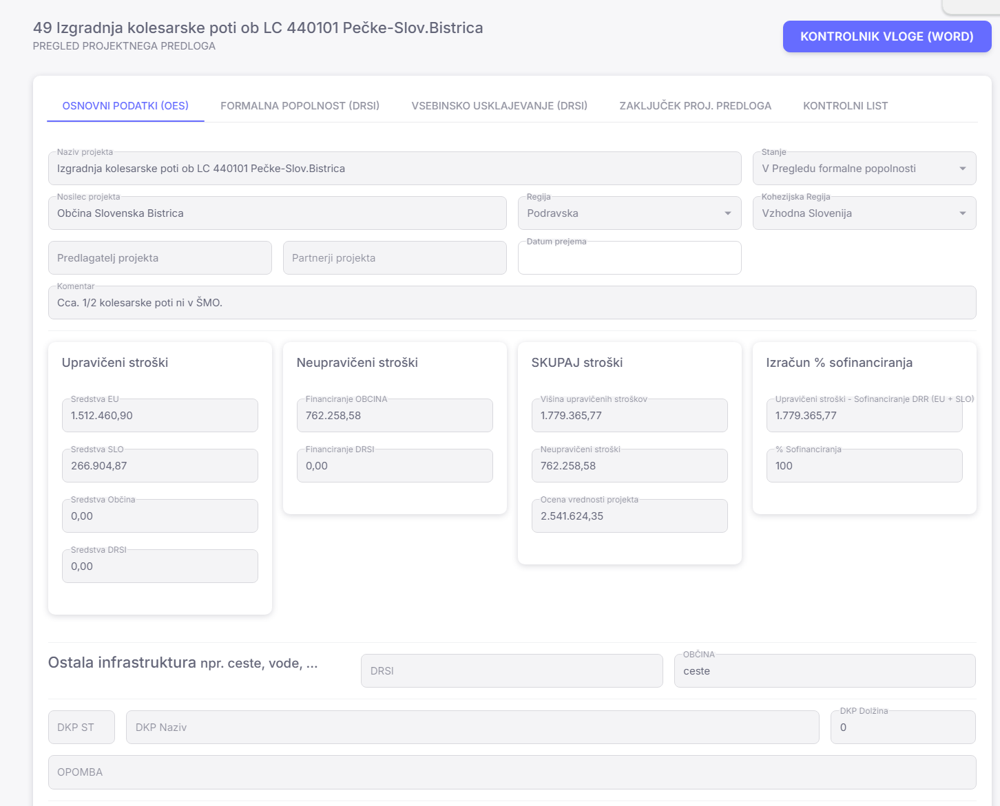 49 Izgradnja kolesarske poti ob LC 440101 Pečke-Slov.Bistrica
PREGLED PROJEKTNEGA PREDLOGA
KONTROLNIK VLOGE (WORD)
OSNOVNI PODATKI (OES) FORMALNA POPOLNOST (DRSI) VSEBINSKO USKLAJEVANJE (DRSI) ZAKLJUČEK PROJ. PREDLOGA KONTROLNI LIST
Naziv projekta
Izgradnja kolesarske poti ob LC 440101 Pečke-Slov.Bistrica
Stanje
V Pregledu formalne popolnosti
Nosilec projekta
Občina Slovenska Bistrica
Regija
Podravska
Kohezijska Regija
Vzhodna Slovenija
Predlagatelj projekta
Partnerji projekta
Datum prejema
Komentar
Cca. 1/2 kolesarske poti ni v ŠMO.
Upravičeni stroški
Sredstva EU
1.512.460,90
Sredstva SLO
266.904,87
Sredstva Občina
0,00
Sredstva DRSI
0,00
Neupravičeni stroški
Financiranje OBCINA
762.258,58
Financiranje DRSI
0,00
SKUPAJ stroški
Višina upravičenih stroškov
1.779.365,77
Neupravičeni stroški
762.258,58
Ocena vrednosti projekta
2.541.624,35
Izračun % sofinanciranja
Upravičeni stroški - Sofinanciranje DRR (EU + SLO)
1.779.365,77
% Sofinanciranja
100
Ostala infrastruktura npr. ceste, vode, ...
DRSI
OBČINA
ceste
DKP ST
DKP Naziv
DKP Dolžina
0
OPOMBA